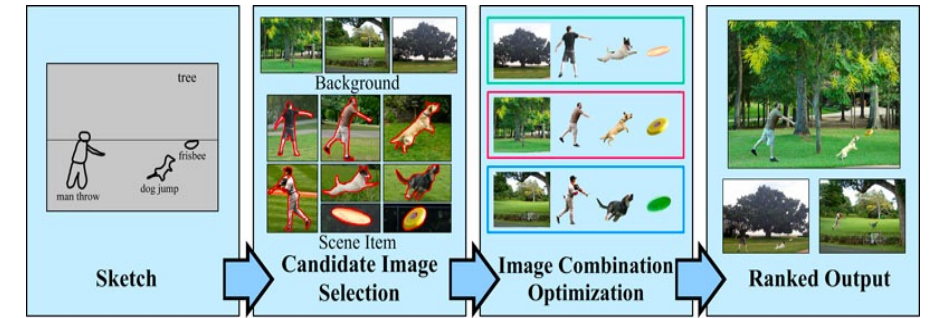 tree
frisbee
dog jump
man throw
Sketch
Background
Scene Item
Candidate Image
Selection
Image Combination
Optimization
Ranked Output